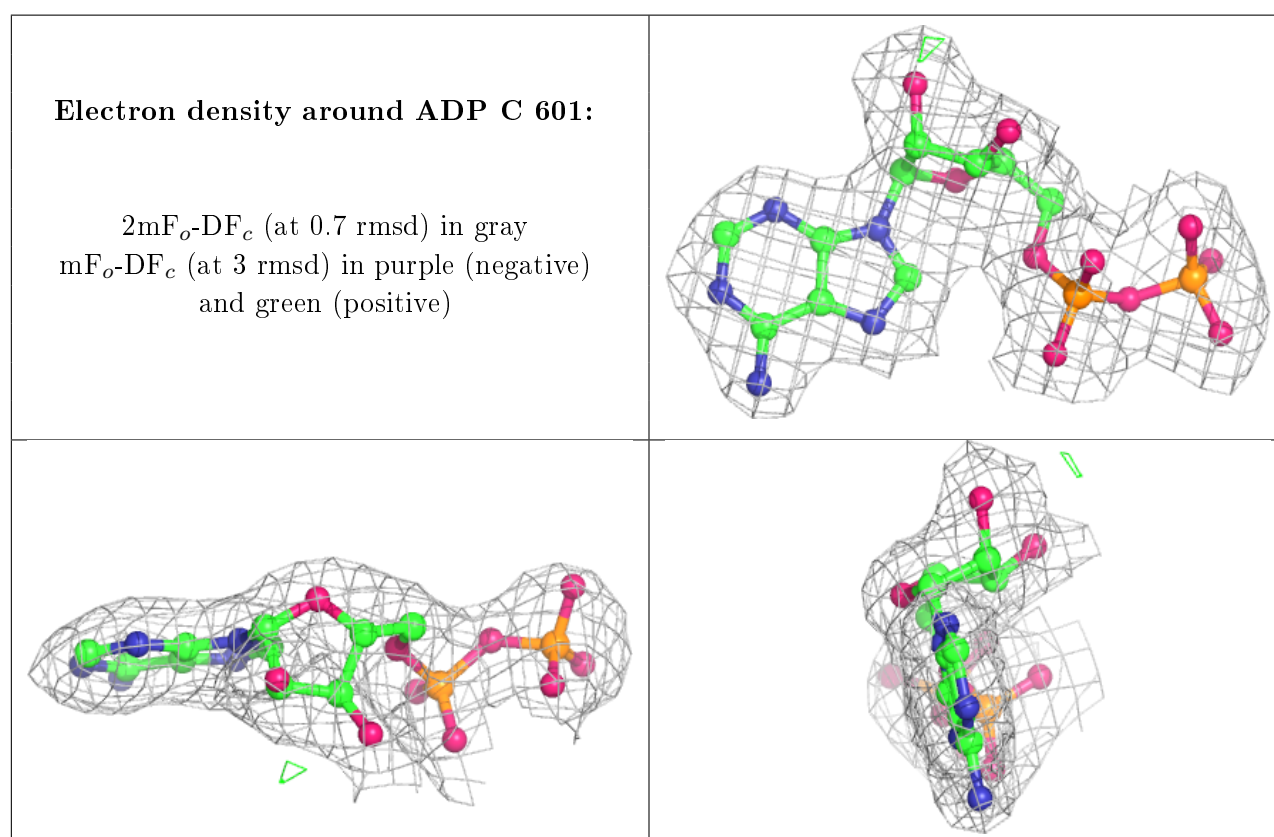 Electron density around ADP C 601:
2mFo-DFc (at 0.7 rmsd) in gray
mFo-DFc (at 3 rmsd) in purple (negative)
and green (positive)